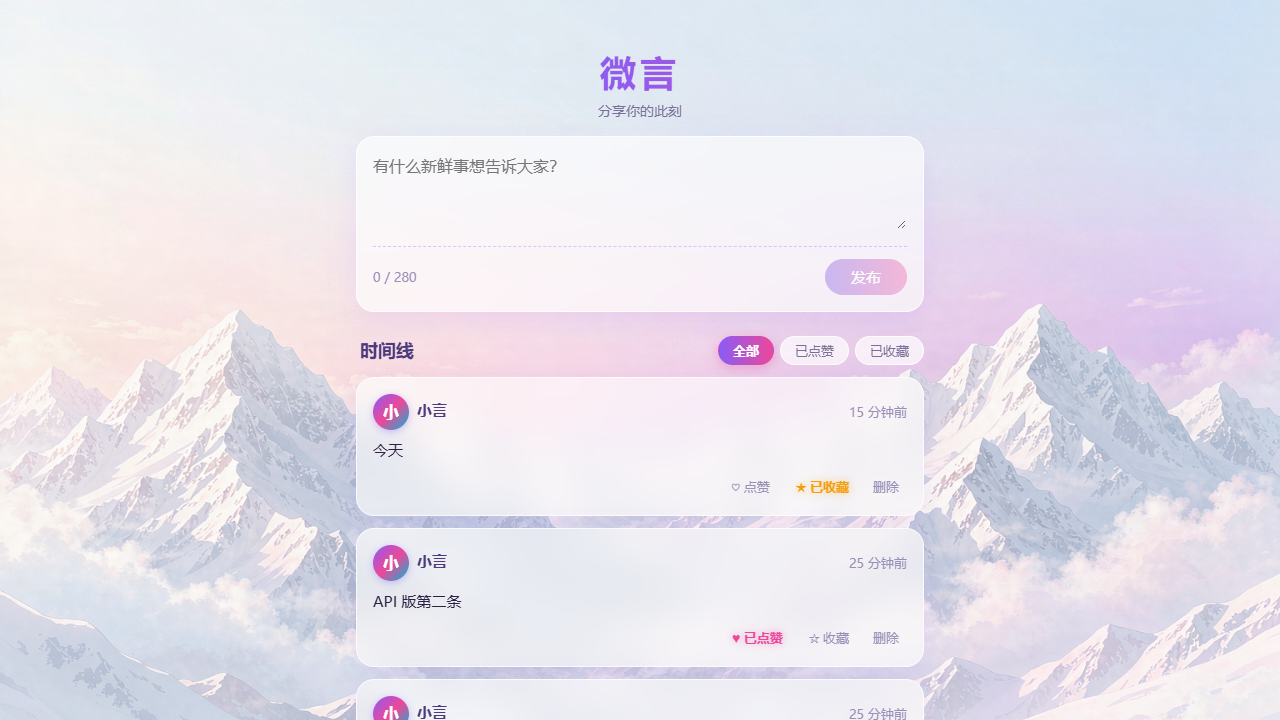 微言
分享你的此刻
有什么新鲜事想告诉大家？
0 / 280
发布
时间线
全部
已点赞
已收藏
小
小言
15 分钟前
今天
♡ 点赞
★ 已收藏
删除
小
小言
25 分钟前
API 版第二条
♥ 已点赞
☆ 收藏
删除
小
小言
25 分钟前